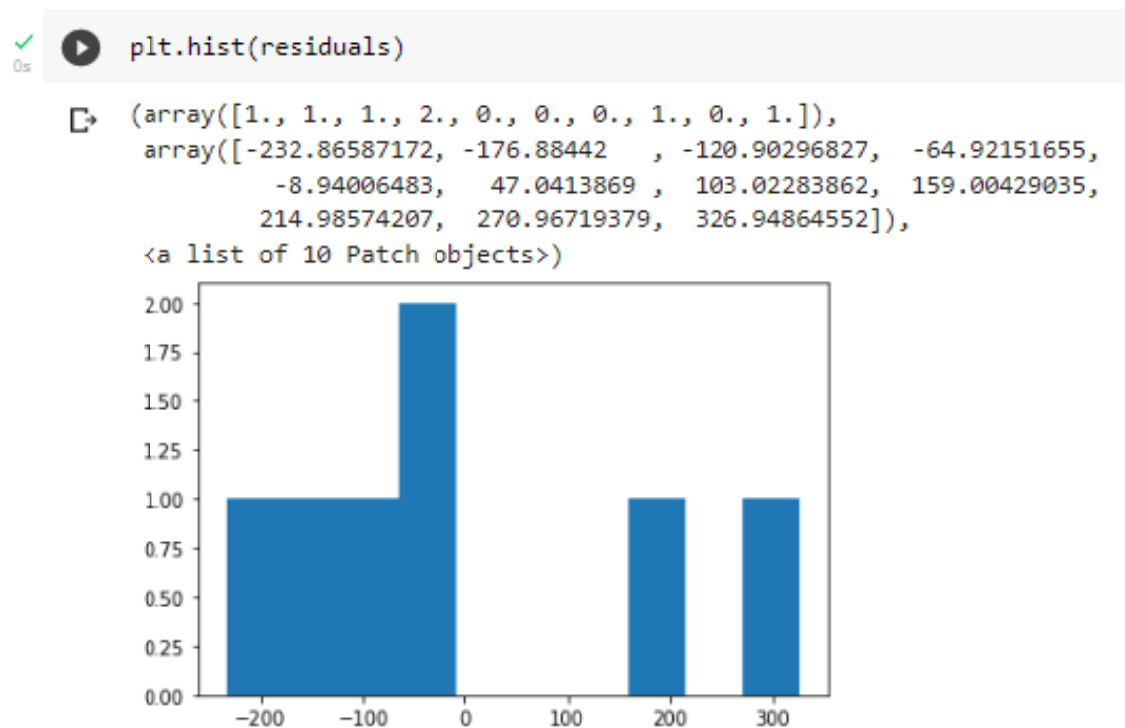 plt.hist(residuals)
0s
(array([1., 1., 1., 2., 0., 0., 0., 1., 0., 1.]),
array([-232.86587172, -176.88442   , -120.90296827,  -64.92151655,
-8.94006483,   47.0413869 ,  103.02283862,  159.00429035,
214.98574207,  270.96719379,  326.94864552]),
<a list of 10 Patch objects>)
2.00
1.75
1.50
1.25
1.00
0.75
0.50
0.25
0.00
−200 −100 0 100 200 300